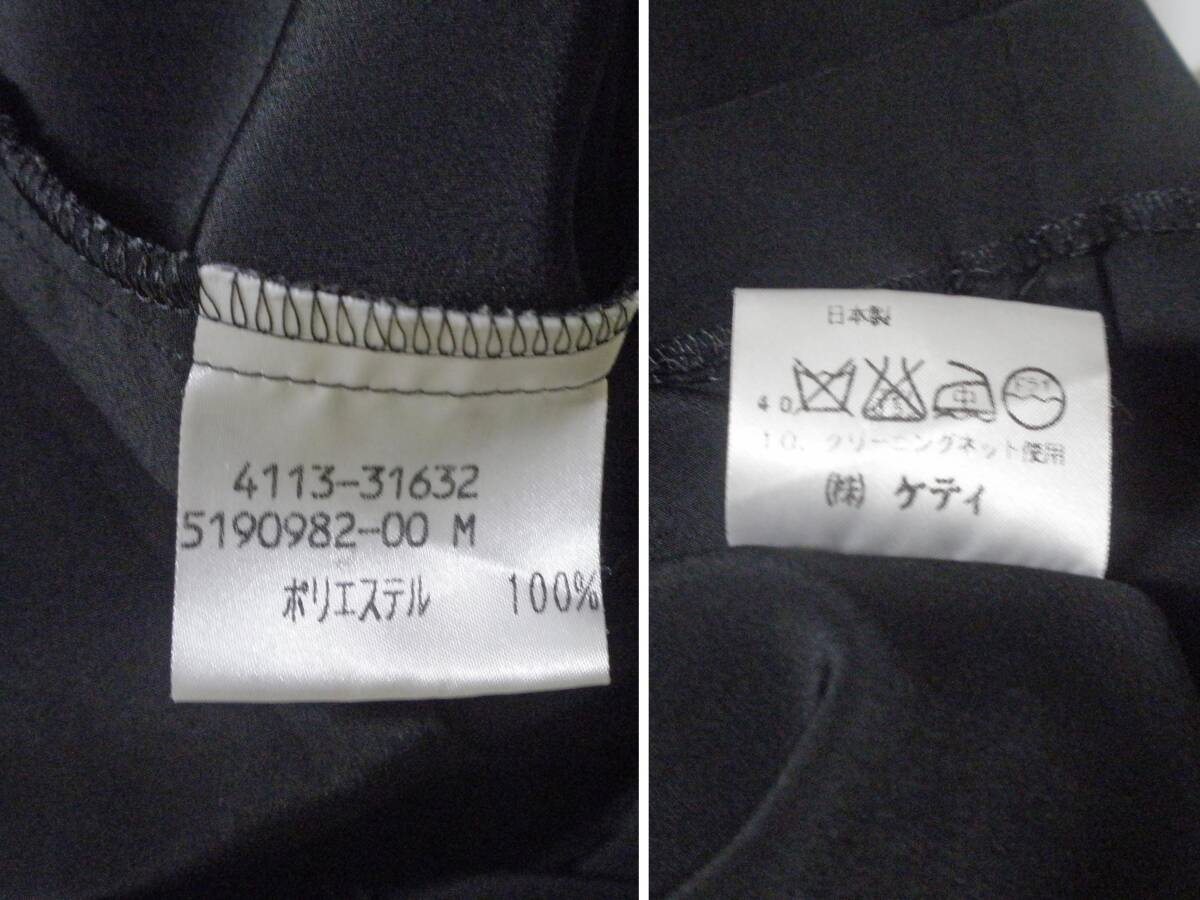 4113-31632
5190982-00 M
ポリエステル 100%
日本製
40 中 ドライ
10. クリーニングネット使用
(株) ケティ